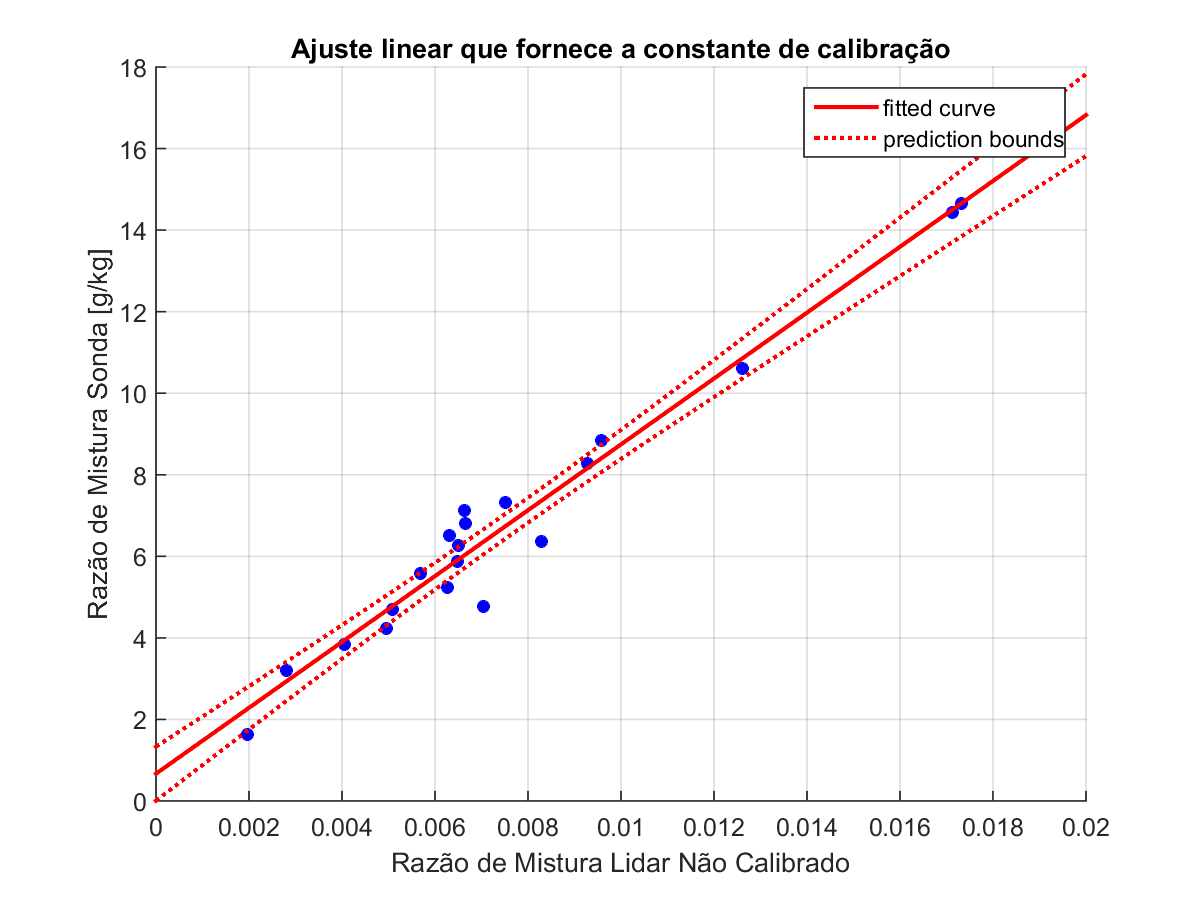 Ajuste linear que fornece a constante de calibração
18
16
14
12
10
8
6
4
2
0
fitted curve
prediction bounds
Razão de Mistura Sonda [g/kg]
0 0.002 0.004 0.006 0.008 0.01 0.012 0.014 0.016 0.018 0.02
Razão de Mistura Lidar Não Calibrado